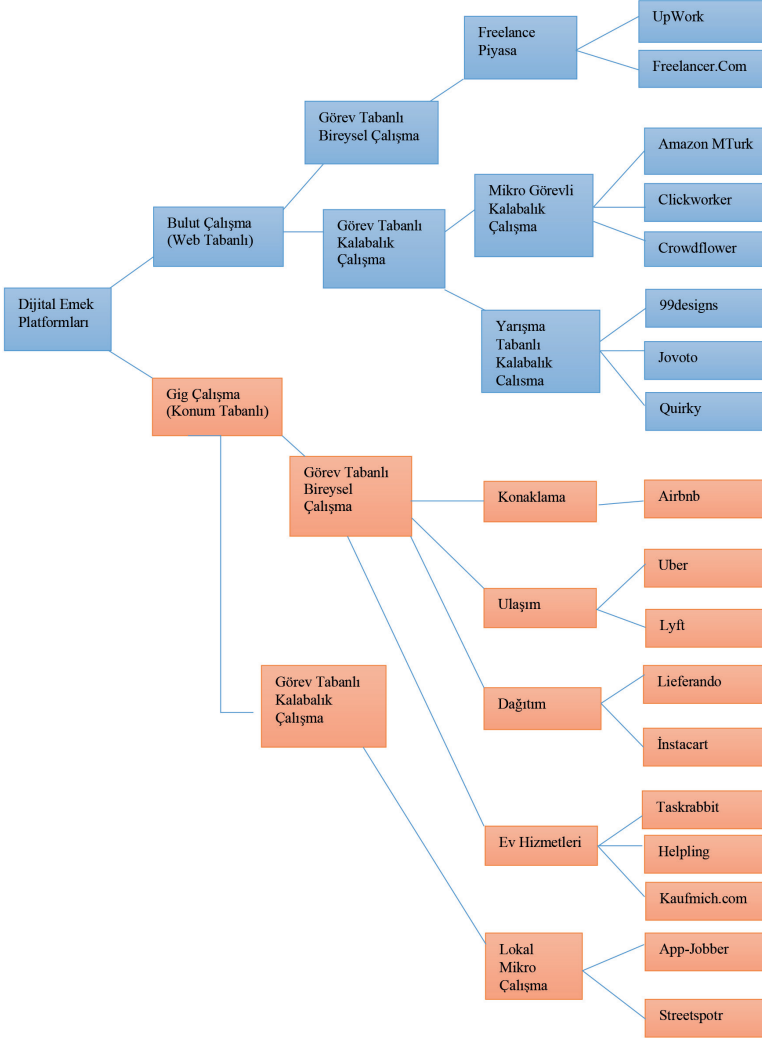 Dijital Emek
Platformları
Bulut Çalışma
(Web Tabanlı)
Görev Tabanlı
Bireysel Çalışma
Freelance
Piyasa
UpWork
Freelancer.Com
Görev Tabanlı
Kalabalık
Çalışma
Mikro Görevli
Kalabalık
Çalışma
Amazon MTurk
Clickworker
Crowdflower
Yarışma
Tabanlı
Kalabalık
Calısma
99designs
Jovoto
Quirky
Gig Çalışma
(Konum Tabanlı)
Görev Tabanlı
Bireysel
Çalışma
Konaklama
Airbnb
Ulaşım
Uber
Lyft
Dağıtım
Lieferando
İnstacart
Ev Hizmetleri
Taskrabbit
Helpling
Kaufmich.com
Görev Tabanlı
Kalabalık
Çalışma
Lokal
Mikro
Çalışma
App-Jobber
Streetspotr